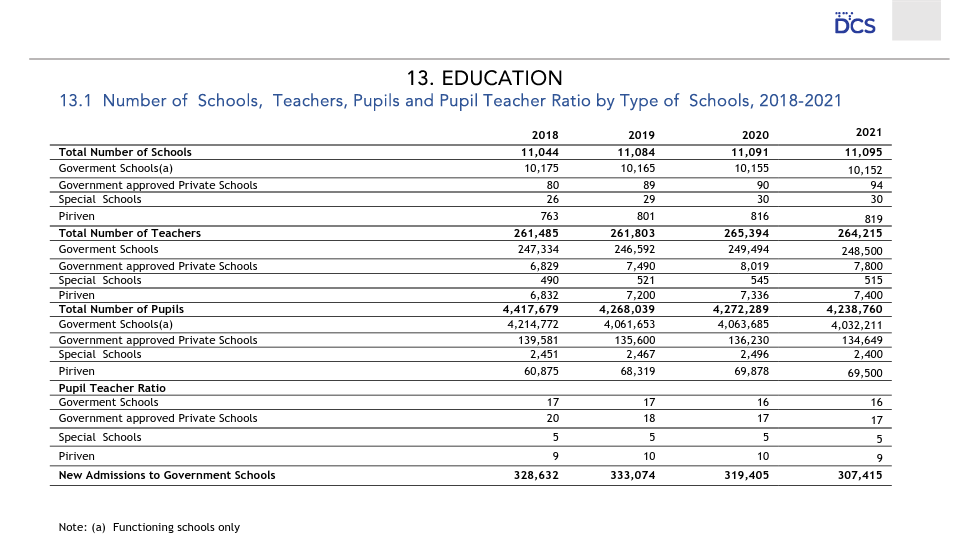 DCS
13. EDUCATION
13.1 Number of Schools, Teachers, Pupils and Pupil Teacher Ratio by Type of Schools, 2018-2021
2018 2019 2020 2021
Total Number of Schools 11,044 11,084 11,091 11,095
Goverment Schools(a) 10,175 10,165 10,155 10,152
Government approved Private Schools 80 89 90 94
Special Schools 26 29 30 30
Piriven 763 801 816 819
Total Number of Teachers 261,485 261,803 265,394 264,215
Goverment Schools 247,334 246,592 249,494 248,500
Government approved Private Schools 6,829 7,490 8,019 7,800
Special Schools 490 521 545 515
Piriven 6,832 7,200 7,336 7,400
Total Number of Pupils 4,417,679 4,268,039 4,272,289 4,238,760
Goverment Schools(a) 4,214,772 4,061,653 4,063,685 4,032,211
Government approved Private Schools 139,581 135,600 136,230 134,649
Special Schools 2,451 2,467 2,496 2,400
Piriven 60,875 68,319 69,878 69,500
Pupil Teacher Ratio
Goverment Schools 17 17 16 16
Government approved Private Schools 20 18 17 17
Special Schools 5 5 5 5
Piriven 9 10 10 9
New Admissions to Government Schools 328,632 333,074 319,405 307,415
Note: (a) Functioning schools only